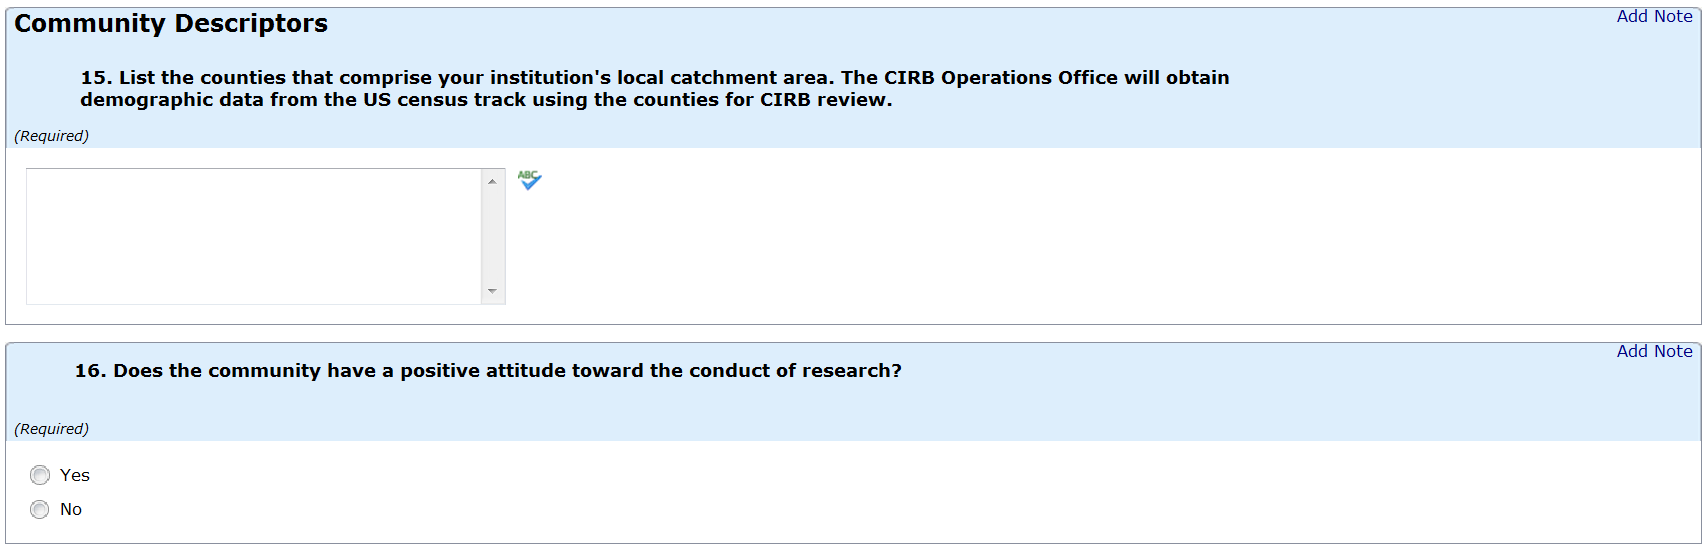 Community Descriptors
Add Note
15. List the counties that comprise your institution's local catchment area. The CIRB Operations Office will obtain
demographic data from the US census track using the counties for CIRB review.
(Required)
ABC
Add Note
16. Does the community have a positive attitude toward the conduct of research?
(Required)
Yes
No